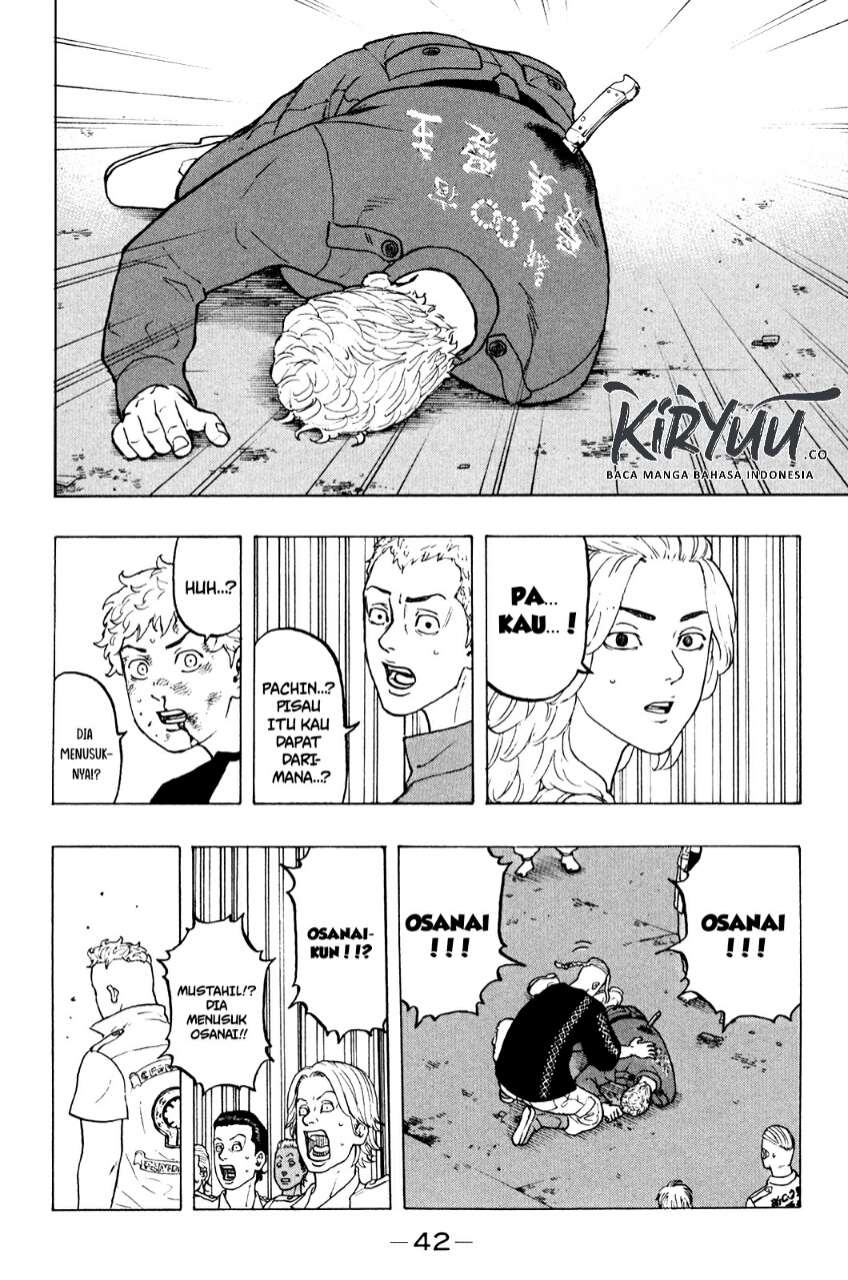 KIRYUU.CO
BACA MANGA BAHASA INDONESIA
PA...
KAU...!
PACHIN...?
PISAU
ITU KAU
DAPAT
DARI-
MANA...?
HUH...?
DIA
MENUSUK-
NYA!?
OSANAI
!!!
OSANAI
!!!
OSANAI-
KUN!!?
MUSTAHIL!?
DIA
MENUSUK
OSANAI!!
—42—